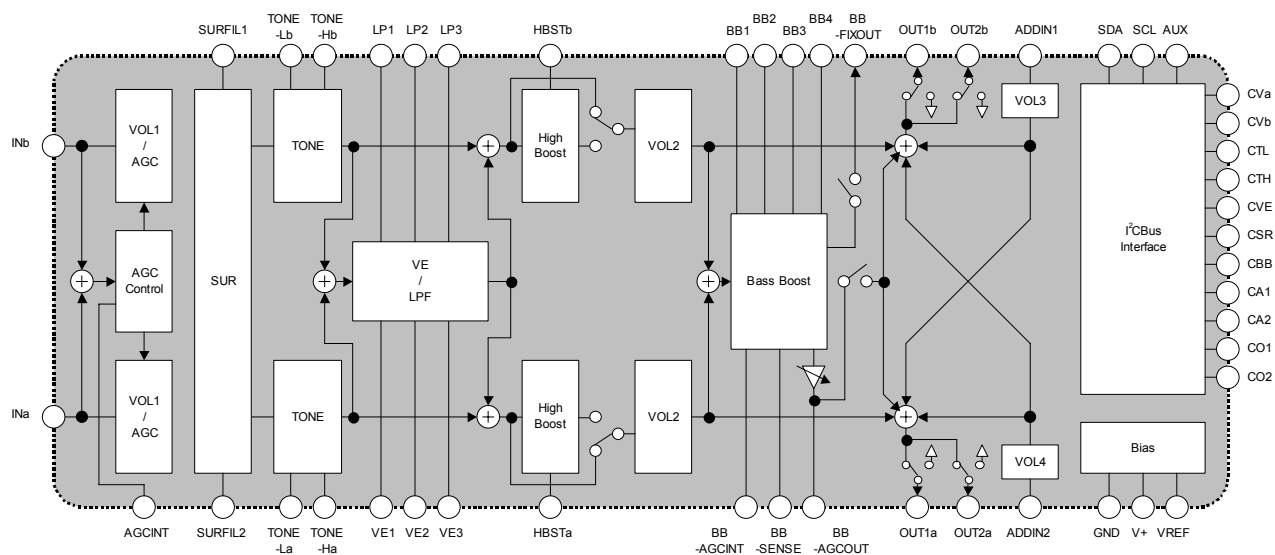 SURFIL1
TONE
-Lb
TONE
-Hb
LP1
LP2
LP3
HBSTb
BB1
BB2
BB3
BB4
BB
-FIXOUT
OUT1b
OUT2b
ADDIN1
SDA
SCL
AUX
INb
VOL1
/
AGC
TONE
High
Boost
VOL2
VOL3
CVa
CVb
CTL
CTH
CVE
CSR
CBB
CA1
CA2
CO1
CO2
AGC
Control
SUR
VE
/
LPF
Bass Boost
I²CBus
Interface
INa
VOL1
/
AGC
TONE
High
Boost
VOL2
VOL4
Bias
AGCINT
SURFIL2
TONE
-La
TONE
-Ha
VE1
VE2
VE3
HBSTa
BB
-AGCINT
BB
-SENSE
BB
-AGCOUT
OUT1a
OUT2a
ADDIN2
GND
V+
VREF